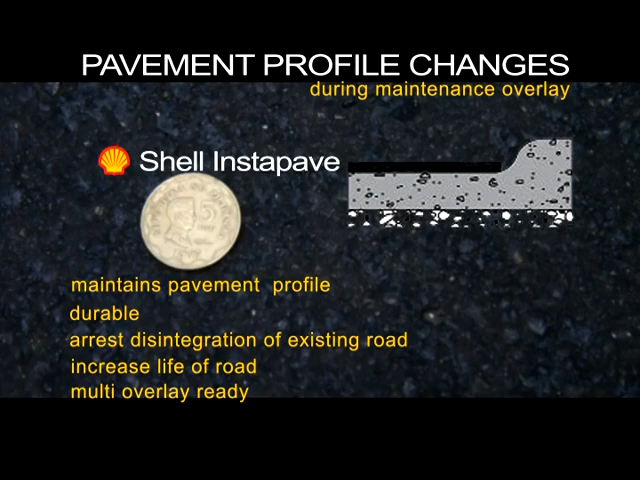 PAVEMENT PROFILE CHANGES
during maintenance overlay
Shell Instapave
5
maintains pavement profile
durable
arrest disintegration of existing road
increase life of road
multi overlay ready